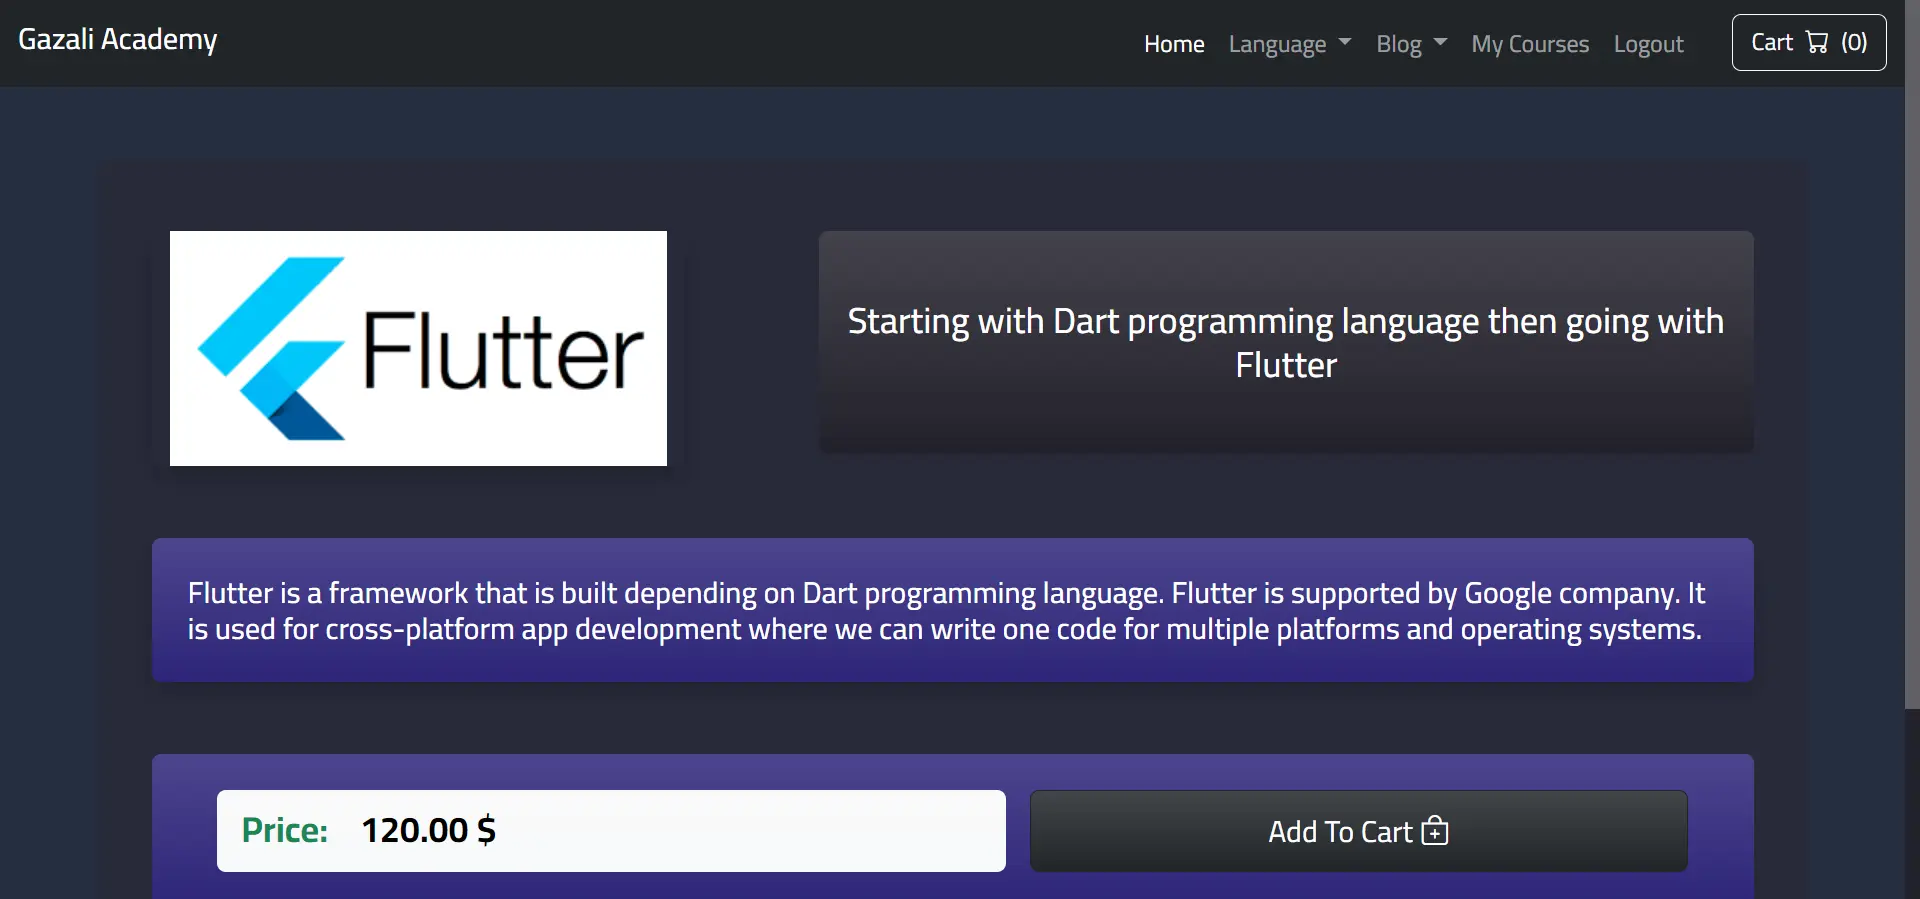 Gazali Academy
Home Language Blog My Courses Logout Cart (0)
Flutter
Starting with Dart programming language then going with
Flutter
Flutter is a framework that is built depending on Dart programming language. Flutter is supported by Google company. It
is used for cross-platform app development where we can write one code for multiple platforms and operating systems.
Price: 120.00 $
Add To Cart